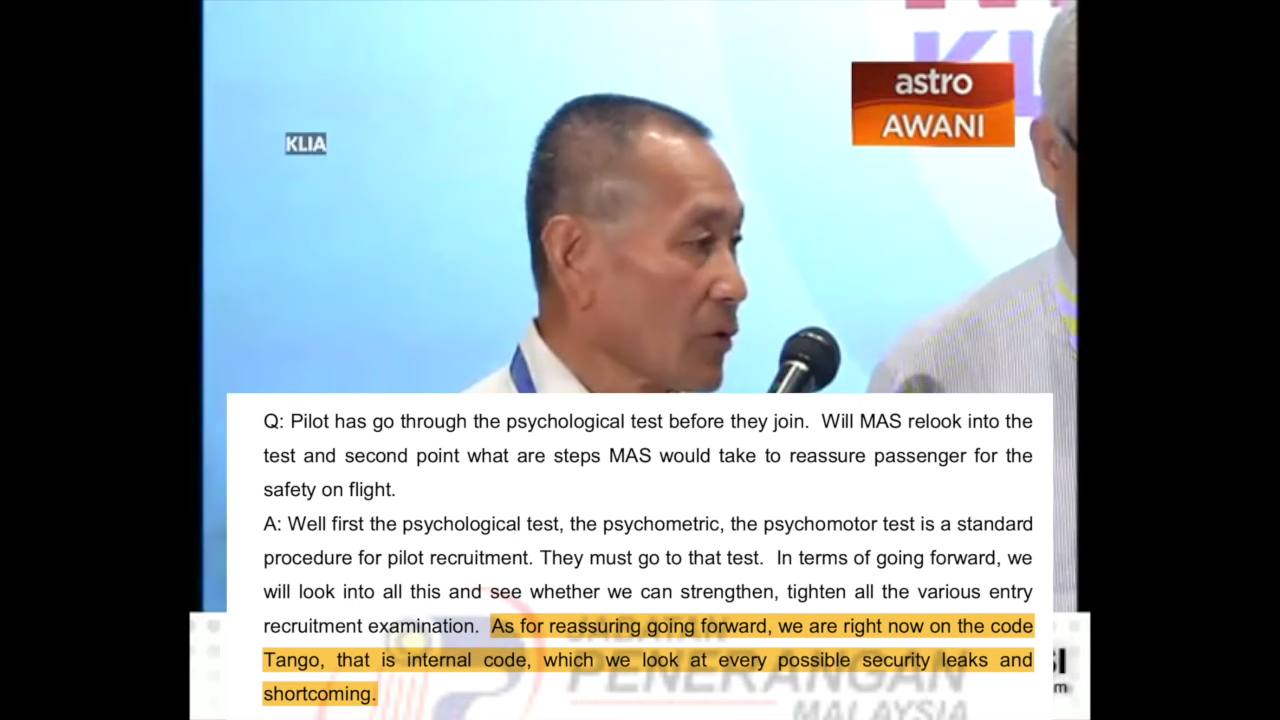 KLIA
astro
AWANI
Q: Pilot has go through the psychological test before they join. Will MAS relook into the
test and second point what are steps MAS would take to reassure passenger for the
safety on flight.
A: Well first the psychological test, the psychometric, the psychomotor test is a standard
procedure for pilot recruitment. They must go to that test. In terms of going forward, we
will look into all this and see whether we can strengthen, tighten all the various entry
recruitment examination. As for reassuring going forward, we are right now on the code
Tango, that is internal code, which we look at every possible security leaks and
shortcoming.
JABATAN
PENERANGAN
MALAYSIA